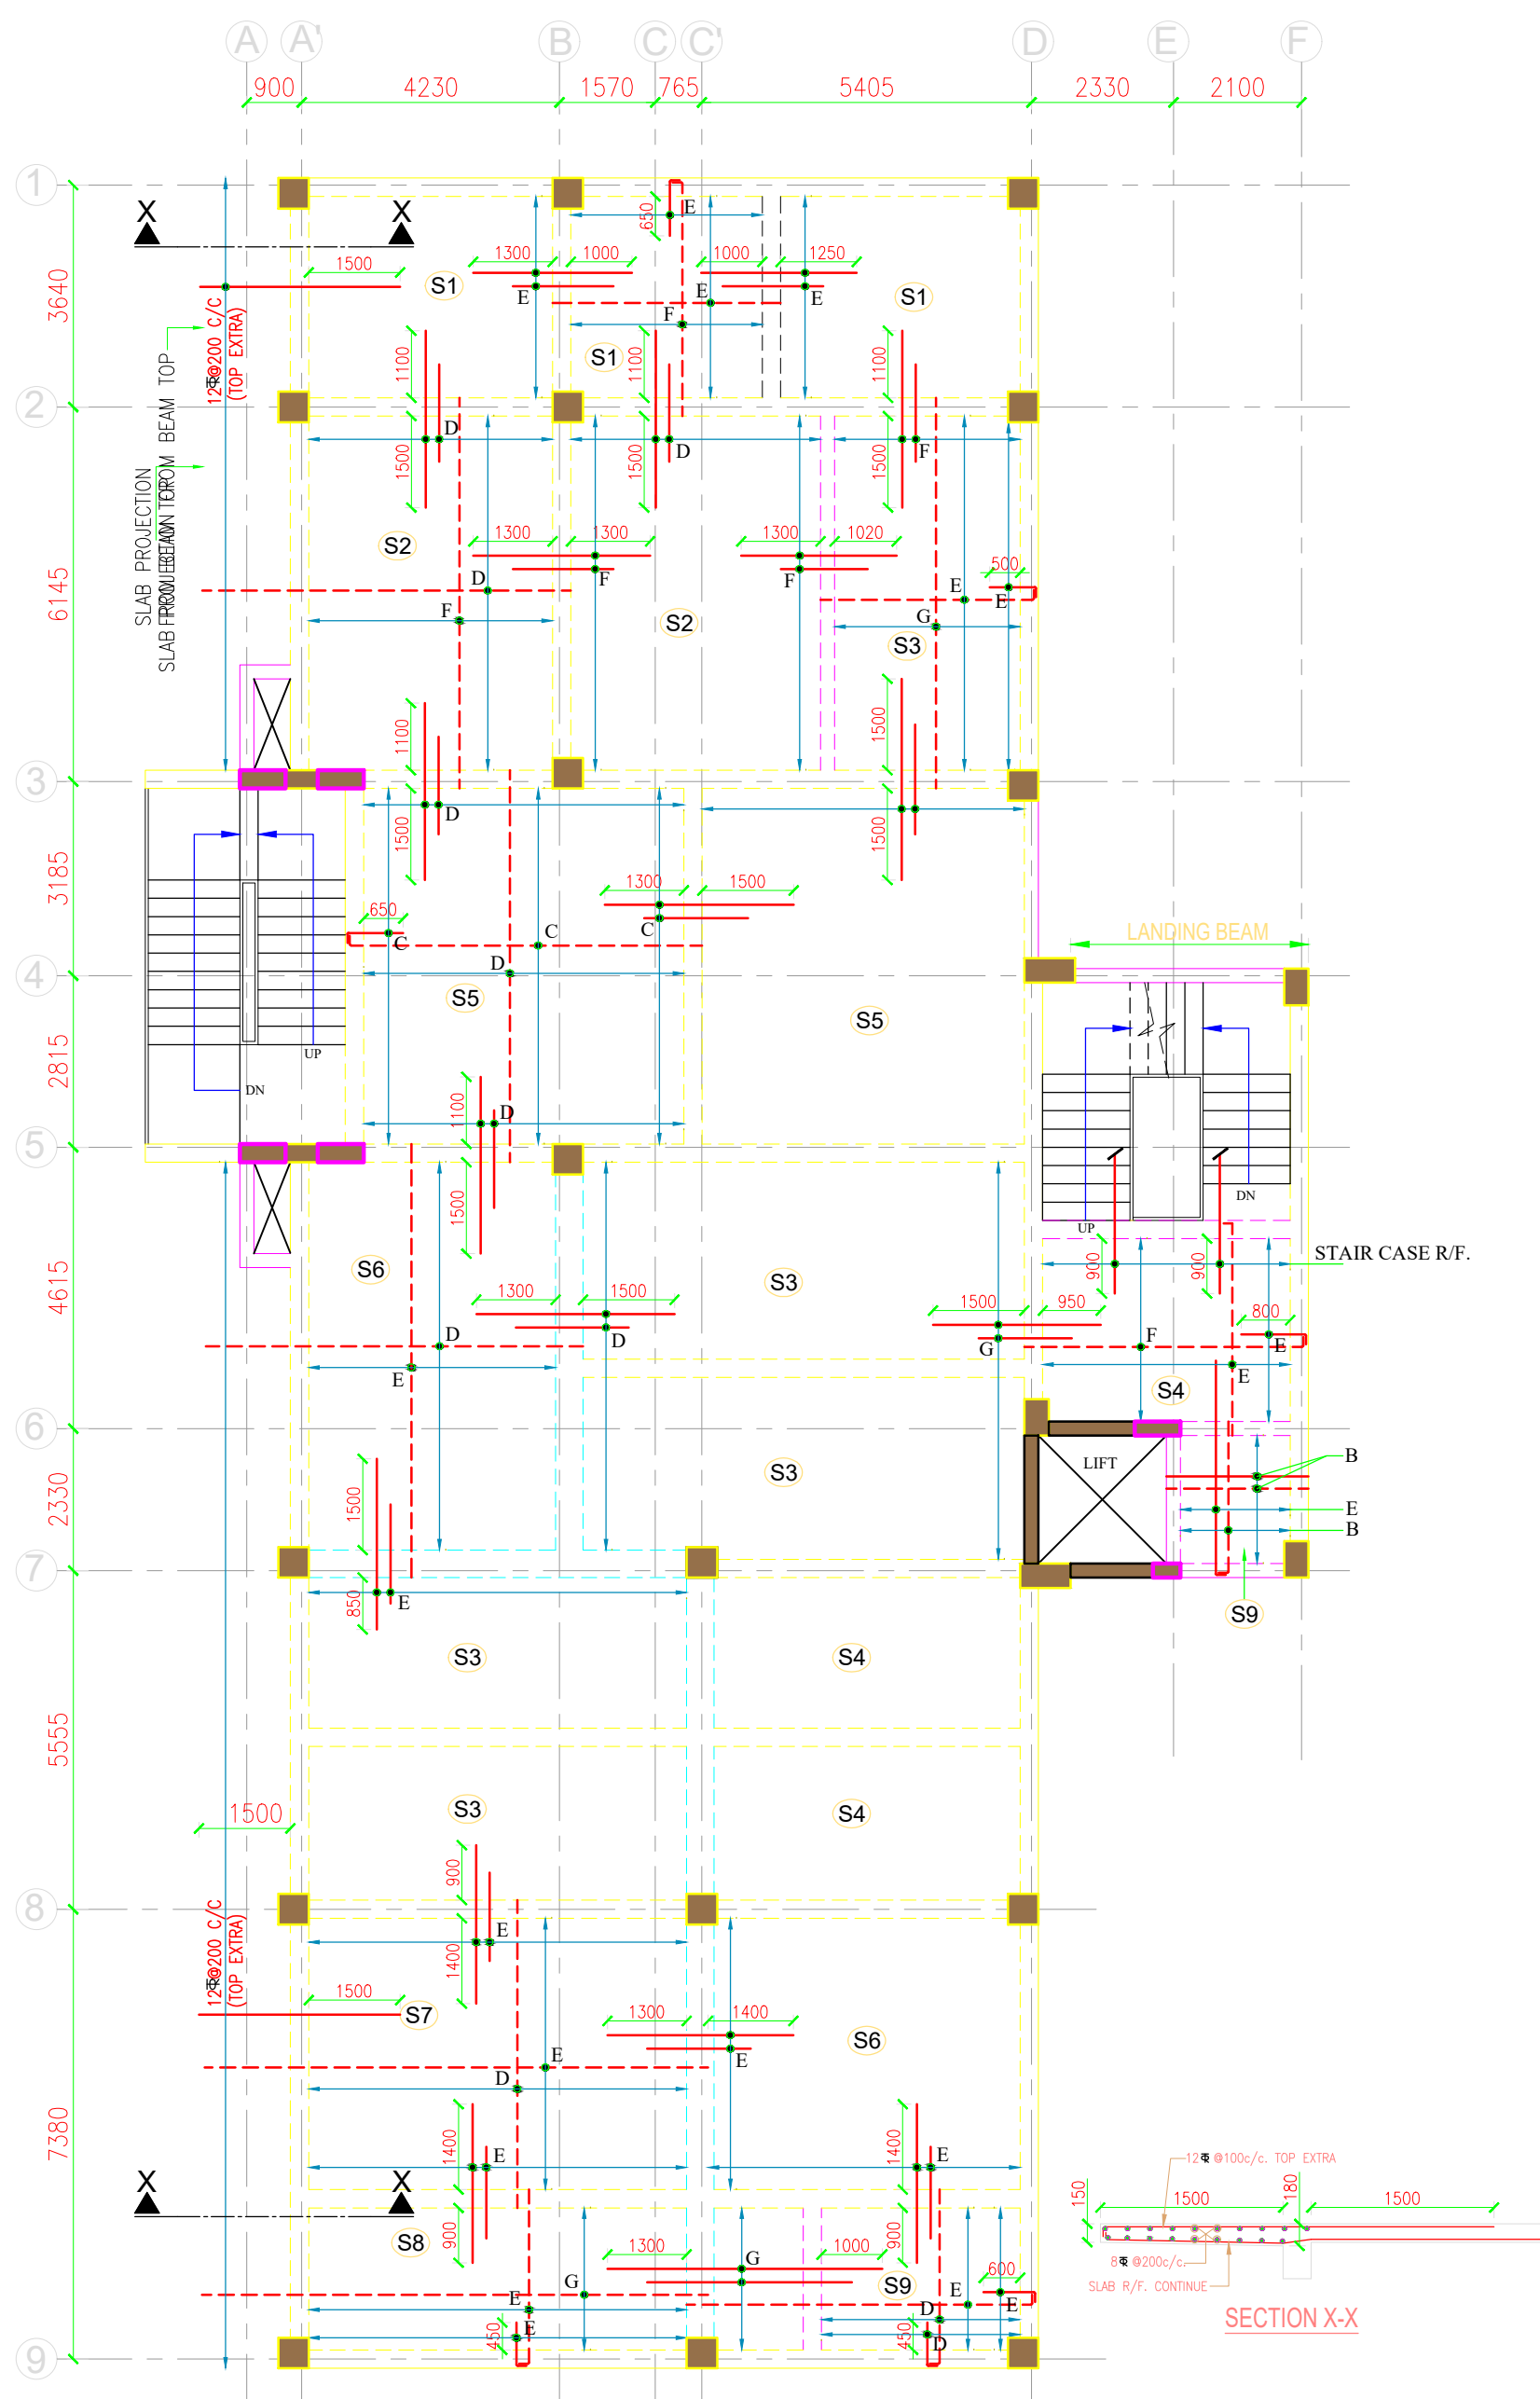 A A' B C C' D E F
900 4230 1570 765 5405 2330 2100
1
X X
650 E
1300 1000 1000 1250
1500
S1 E E E S1
3640
F
S1
12 @200 C/C
(TOP EXTRA)
1100 1100 1100
2
SLAB PROJECTION
FROM BEAM TOP
D D F
1500 1500 1500
S2
1300 1300 1300 1020
500
D F F E E
6145
F S2 G
S3
1100 1500
3
D
1500 1500
3185
1300 1500
650
C C C
LANDING BEAM
4
D
S5 S5
2815
UP
DN
1100 D
5
1500
DN
UP
S6 S3
900 900 STAIR CASE R/F.
4615
1300 1500 1500 950 800
D D G F E
E E
S4
6
LIFT B
S3
1500
2330
E
B
7
850 E
S9
S3 S4
5555
S3 S4
1500
900
8
E
1400
12 @200 C/C
(TOP EXTRA)
1500
S7
1300 1400
S6
E E
D
1400 1400
7380
E E
X X
12 @100c/c. TOP EXTRA
150 1500 180 1500
900 900
S8
1300 1000
G
8 @200c/c.
600
S9
G E E
SLAB R/F. CONTINUE
E D
450 E 450 D
SECTION X-X
9